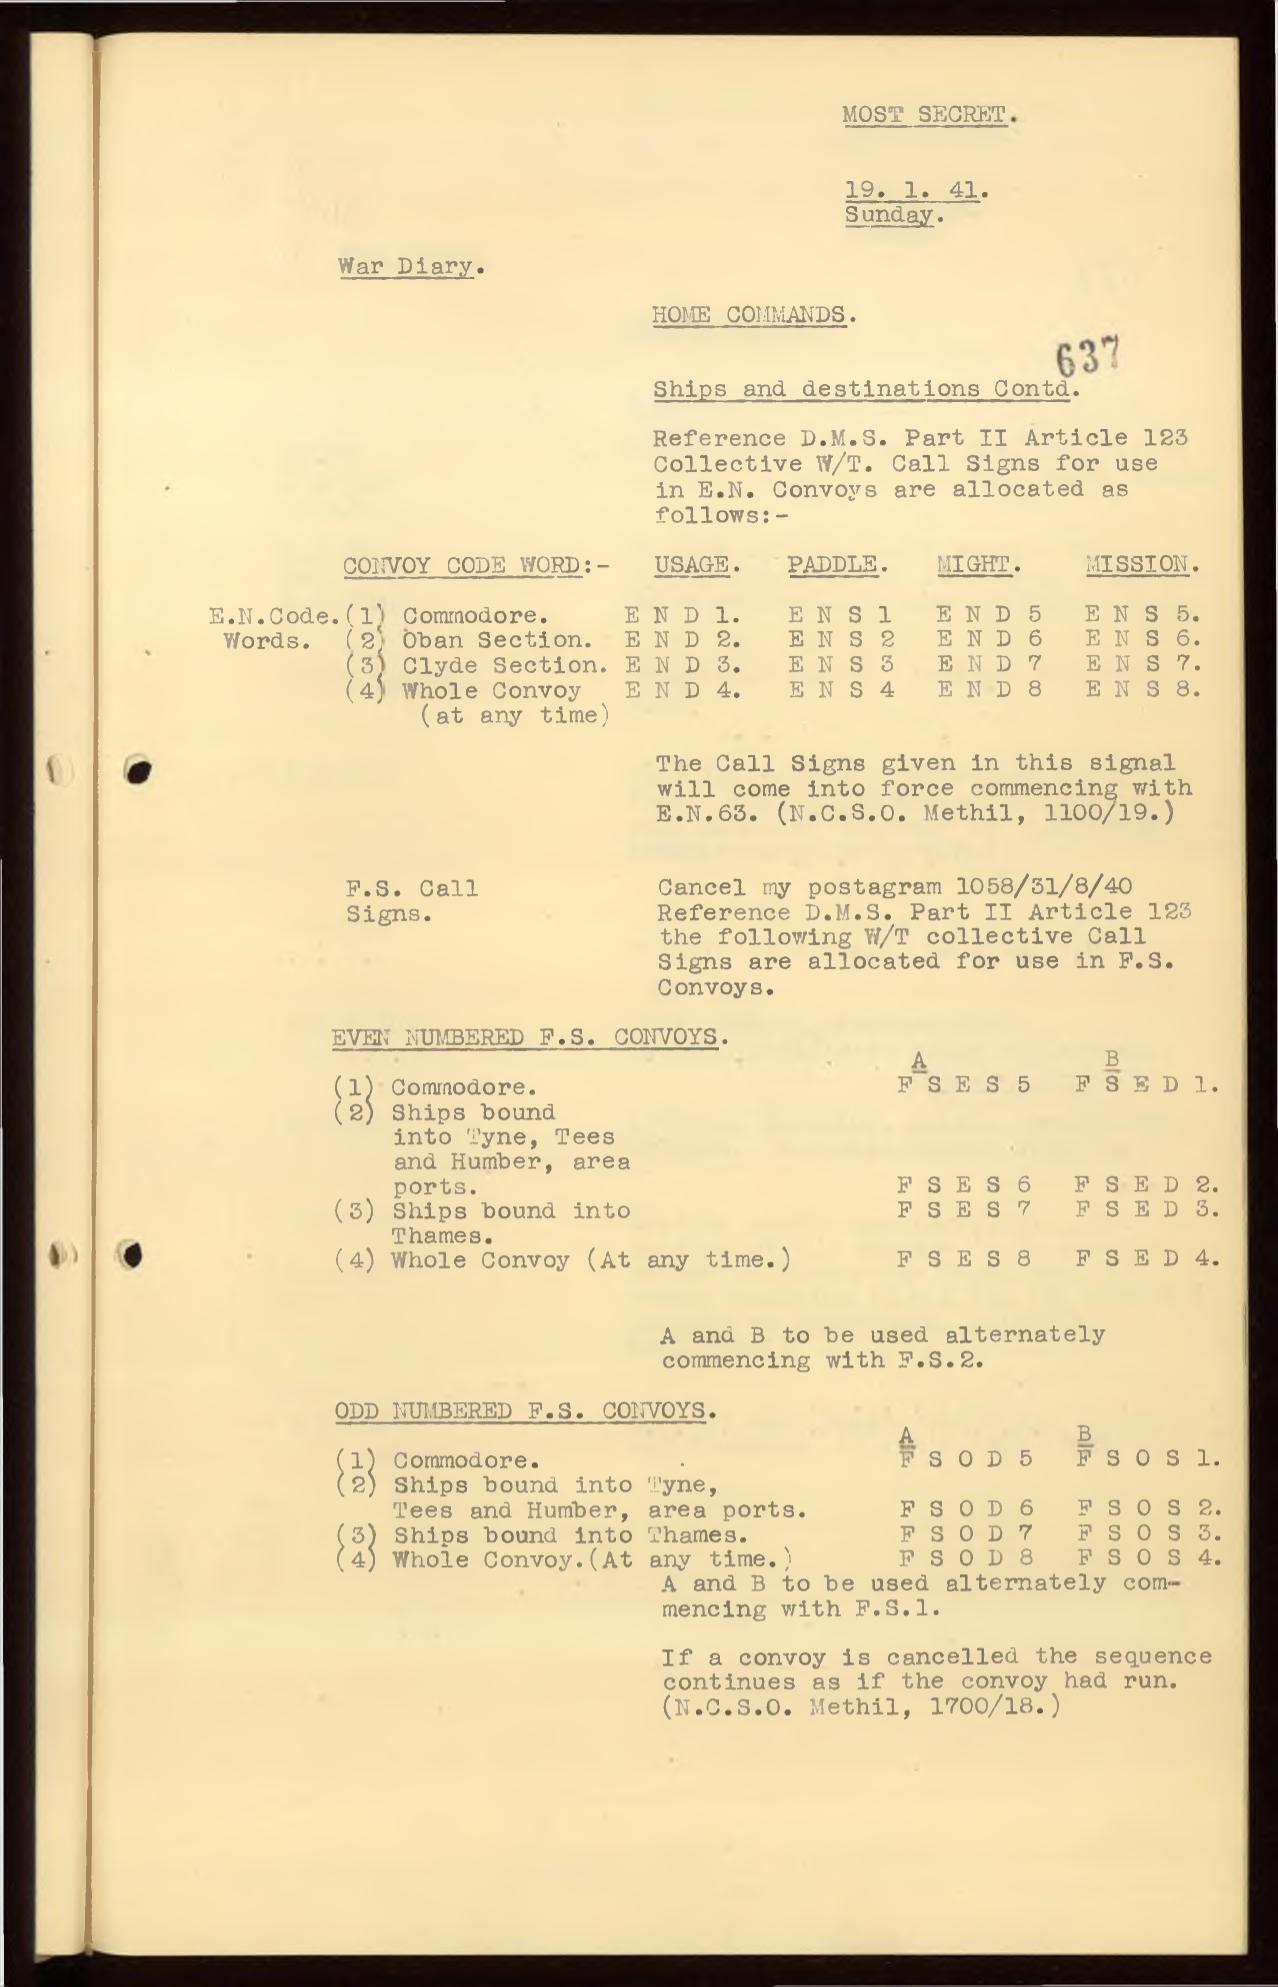 MOST SECRET.
19. 1. 41.
Sunday.
War Diary.
HOME COMMANDS.
637
Ships and destinations Contd.
Reference D.M.S. Part II Article 123
Collective W/T. Call Signs for use
in E.N. Convoys are allocated as
follows:-
CONVOY CODE WORD:- USAGE. PADDLE. MIGHT. MISSION.
E.N.Code. (1) Commodore. E N D 1. E N S 1 E N D 5 E N S 5.
Words. (2) Oban Section. E N D 2. E N S 2 E N D 6 E N S 6.
(3) Clyde Section. E N D 3. E N S 3 E N D 7 E N S 7.
(4) Whole Convoy E N D 4. E N S 4 E N D 8 E N S 8.
(at any time)
The Call Signs given in this signal
will come into force commencing with
E.N.63. (N.C.S.O. Methil, 1100/19.)
F.S. Call Cancel my postagram 1058/31/8/40
Signs. Reference D.M.S. Part II Article 123
the following W/T collective Call
Signs are allocated for use in F.S.
Convoys.
EVEN NUMBERED F.S. CONVOYS.
A B
(1) Commodore. F S E S 5 F S E D 1.
(2) Ships bound
into Tyne, Tees
and Humber, area
ports. F S E S 6 F S E D 2.
(3) Ships bound into F S E S 7 F S E D 3.
Thames.
(4) Whole Convoy (At any time.) F S E S 8 F S E D 4.
A and B to be used alternately
commencing with F.S.2.
ODD NUMBERED F.S. CONVOYS.
A B
(1) Commodore. F S O D 5 F S O S 1.
(2) Ships bound into Tyne,
Tees and Humber, area ports. F S O D 6 F S O S 2.
(3) Ships bound into Thames. F S O D 7 F S O S 3.
(4) Whole Convoy.(At any time.) F S O D 8 F S O S 4.
A and B to be used alternately com-
mencing with F.S.1.
If a convoy is cancelled the sequence
continues as if the convoy had run.
(N.C.S.O. Methil, 1700/18.)